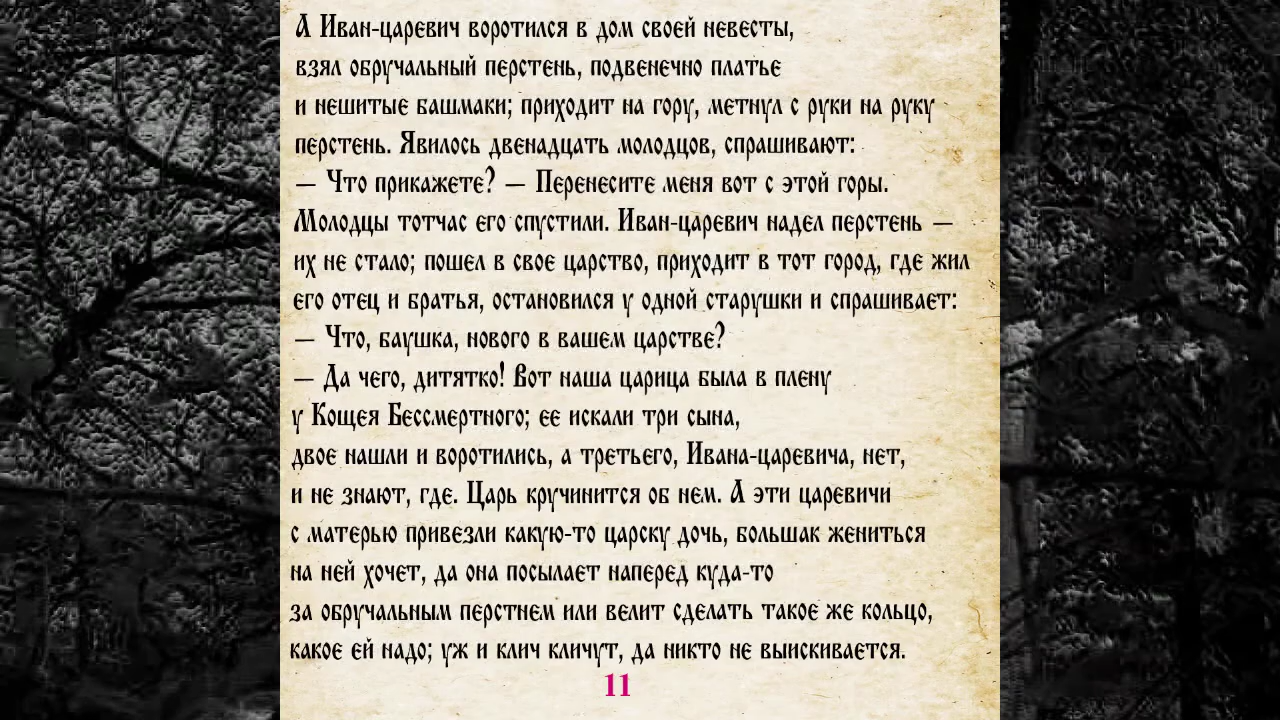 А Иван-царевич воротился в дом своей невесты,
взял обручальный перстень, подвенечно платье
и нешитые башмаки; приходит на гору, метнул с руки на руку
перстень. Явилось двенадцать молодцов, спрашивают:
— Что прикажете? — Перенесите меня вот с этой горы.
Молодцы тотчас его спустили. Иван-царевич надел перстень —
их не стало; пошел в свое царство, приходит в тот город, где жил
его отец и братья, остановился у одной старушки и спрашивает:
— Что, баушка, нового в вашем царстве?
— Да чего, дитятко! Вот наша царица была в плену
у Кощея Бессмертного; ее искали три сына,
двое нашли и воротились, а третьего, Ивана-царевича, нет,
и не знают, где. Царь кручинится об нем. А эти царевичи
с матерью привезли какую-то царску дочь, большак жениться
на ней хочет, да она посылает наперед куда-то
за обручальным перстнем или велит сделать такое же кольцо,
какое ей надо; уж и клич кличут, да никто не выискивается.
11